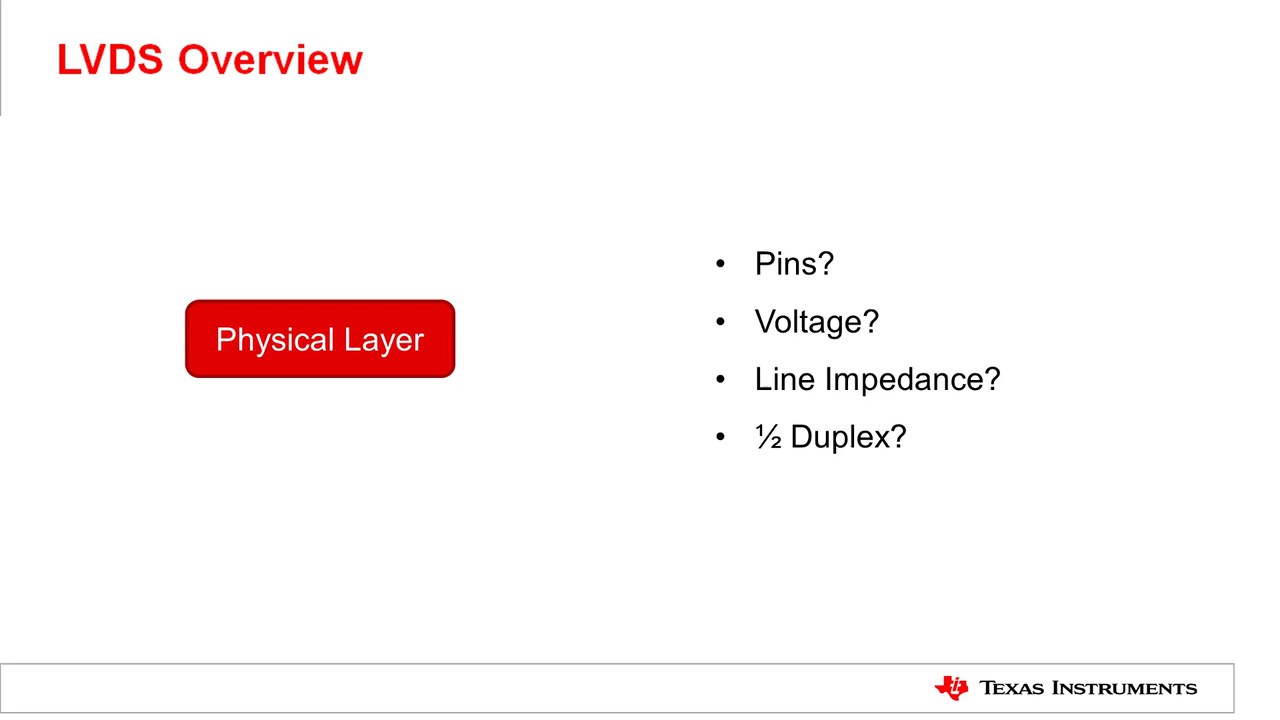 LVDS Overview
Physical Layer
• Pins?
• Voltage?
• Line Impedance?
• ½ Duplex?
Texas Instruments